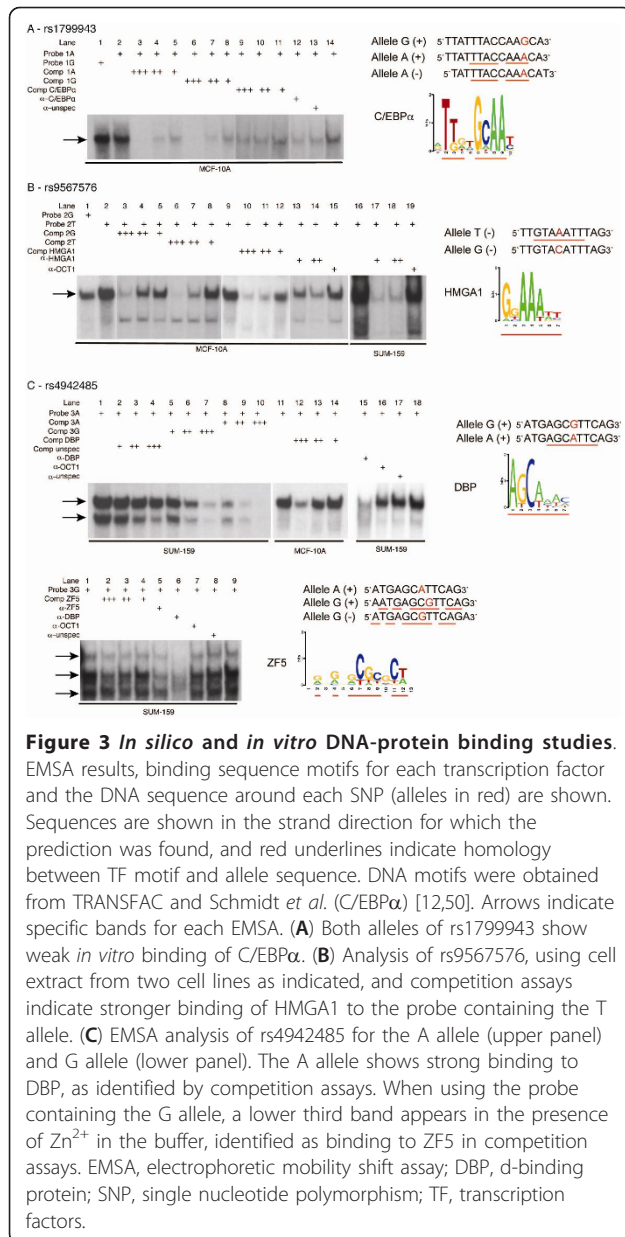 A - rs1799943
Lane 1 2 3 4 5 6 7 8 9 10 11 12 13 14
Probe 1A + + + + + + + + + + + + +
Probe 1G +
Comp 1A +++ ++ +
Comp 1G +++ ++ +
Comp C/EBPα +++ ++ +
α-C/EBPα +
α-unspec +
MCF-10A
Allele G (+) 5'TTATTTACCAAGCA3'
Allele A (+) 5'TTATTTACCAAACA3'
Allele A (-) 5'TATTTACCAAACAT3'
C/EBPα
B - rs9567576
Lane 1 2 3 4 5 6 7 8 9 10 11 12 13 14 15 16 17 18 19
Probe 2G +
Probe 2T + + + + + + + + + + + + + + + + + +
Comp 2G +++ ++ +
Comp 2T +++ ++ +
Comp HMGA1 +++ ++ +
α-HMGA1 + ++ + ++
α-OCT1 + +
MCF-10A SUM-159
Allele T (-) 5'TTGTAAATTTAG3'
Allele G (-) 5'TTGTACATTTAG3'
HMGA1
C - rs4942485
Lane 1 2 3 4 5 6 7 8 9 10 11 12 13 14 15 16 17 18
Probe 3A + + + + + + + + + + + + + + + + + +
Comp 3A + ++ +++
Comp 3G + ++ +++
Comp DBP +++ ++ +
Comp unspec + ++ +++
α-DBP +
α-OCT1 +
α-unspec +
SUM-159 MCF-10A SUM-159
Allele G (+) 5'ATGAGCGTTCAG3'
Allele A (+) 5'ATGAGCATTCAG3'
DBP
Lane 1 2 3 4 5 6 7 8 9
Probe 3G + + + + + + + + +
Comp ZF5 +++ ++ +
α-ZF5 +
α-DBP +
α-OCT1 +
α-unspec +
SUM-159
Allele A (+) 5'ATGAGCATTCAG3'
Allele G (+) 5'AATGAGCGTTCAG3'
Allele G (-) 5'ATGAGCGTTCAGA3'
ZF5
Figure 3 In silico and in vitro DNA-protein binding studies.
EMSA results, binding sequence motifs for each transcription factor
and the DNA sequence around each SNP (alleles in red) are shown.
Sequences are shown in the strand direction for which the
prediction was found, and red underlines indicate homology
between TF motif and allele sequence. DNA motifs were obtained
from TRANSFAC and Schmidt et al. (C/EBPα) [12,50]. Arrows indicate
specific bands for each EMSA. (A) Both alleles of rs1799943 show
weak in vitro binding of C/EBPα. (B) Analysis of rs9567576, using cell
extract from two cell lines as indicated, and competition assays
indicate stronger binding of HMGA1 to the probe containing the T
allele. (C) EMSA analysis of rs4942485 for the A allele (upper panel)
and G allele (lower panel). The A allele shows strong binding to
DBP, as identified by competition assays. When using the probe
containing the G allele, a lower third band appears in the presence
of Zn²⁺ in the buffer, identified as binding to ZF5 in competition
assays. EMSA, electrophoretic mobility shift assay; DBP, d-binding
protein; SNP, single nucleotide polymorphism; TF, transcription
factors.